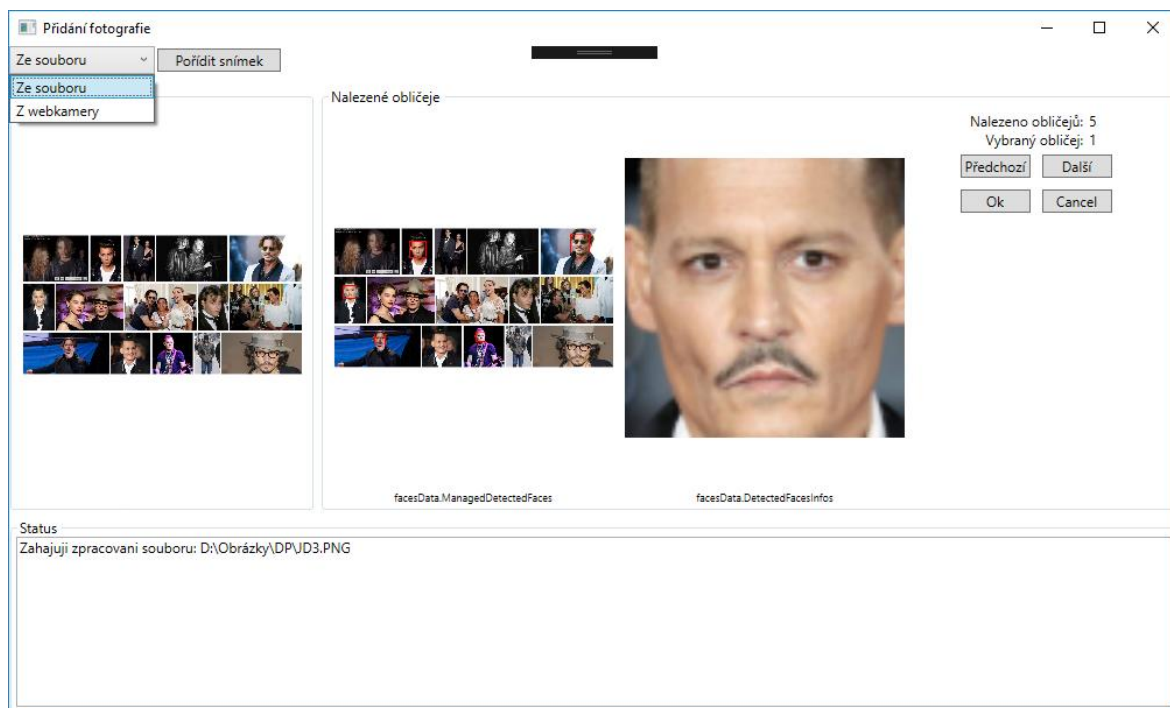 Přidání fotografie
Ze souboru
Pořídit snímek
Ze souboru
Z webkamery
Nalezené obličeje
Nalezeno obličejů: 5
Vybraný obličej: 1
Předchozí
Další
Ok
Cancel
facesData.ManagedDetectedFaces
facesData.DetectedFacesInfos
Status
Zahajuji zpracovani souboru: D:\Obrázky\DP\JD3.PNG